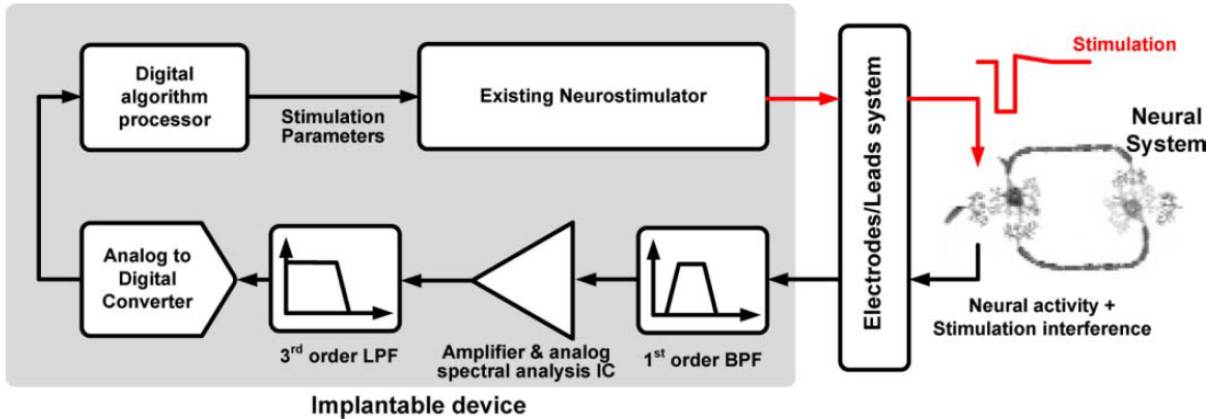 Digital
algorithm
processor
Stimulation
Parameters
Existing Neurostimulator
Electrodes/Leads system
Stimulation
Neural
System
Analog to
Digital
Converter
3rd order LPF
Amplifier & analog
spectral analysis IC
1st order BPF
Neural activity +
Stimulation interference
Implantable device